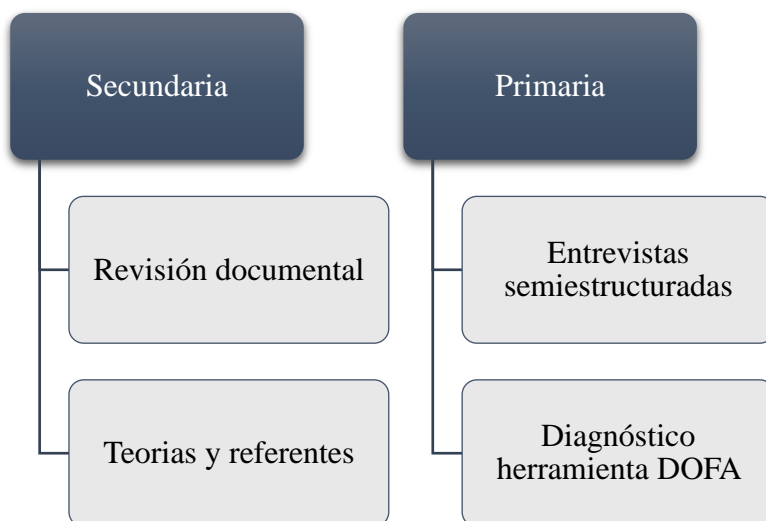 Secundaria
Revisión documental
Teorias y referentes
Primaria
Entrevistas
semiestructuradas
Diagnóstico
herramienta DOFA